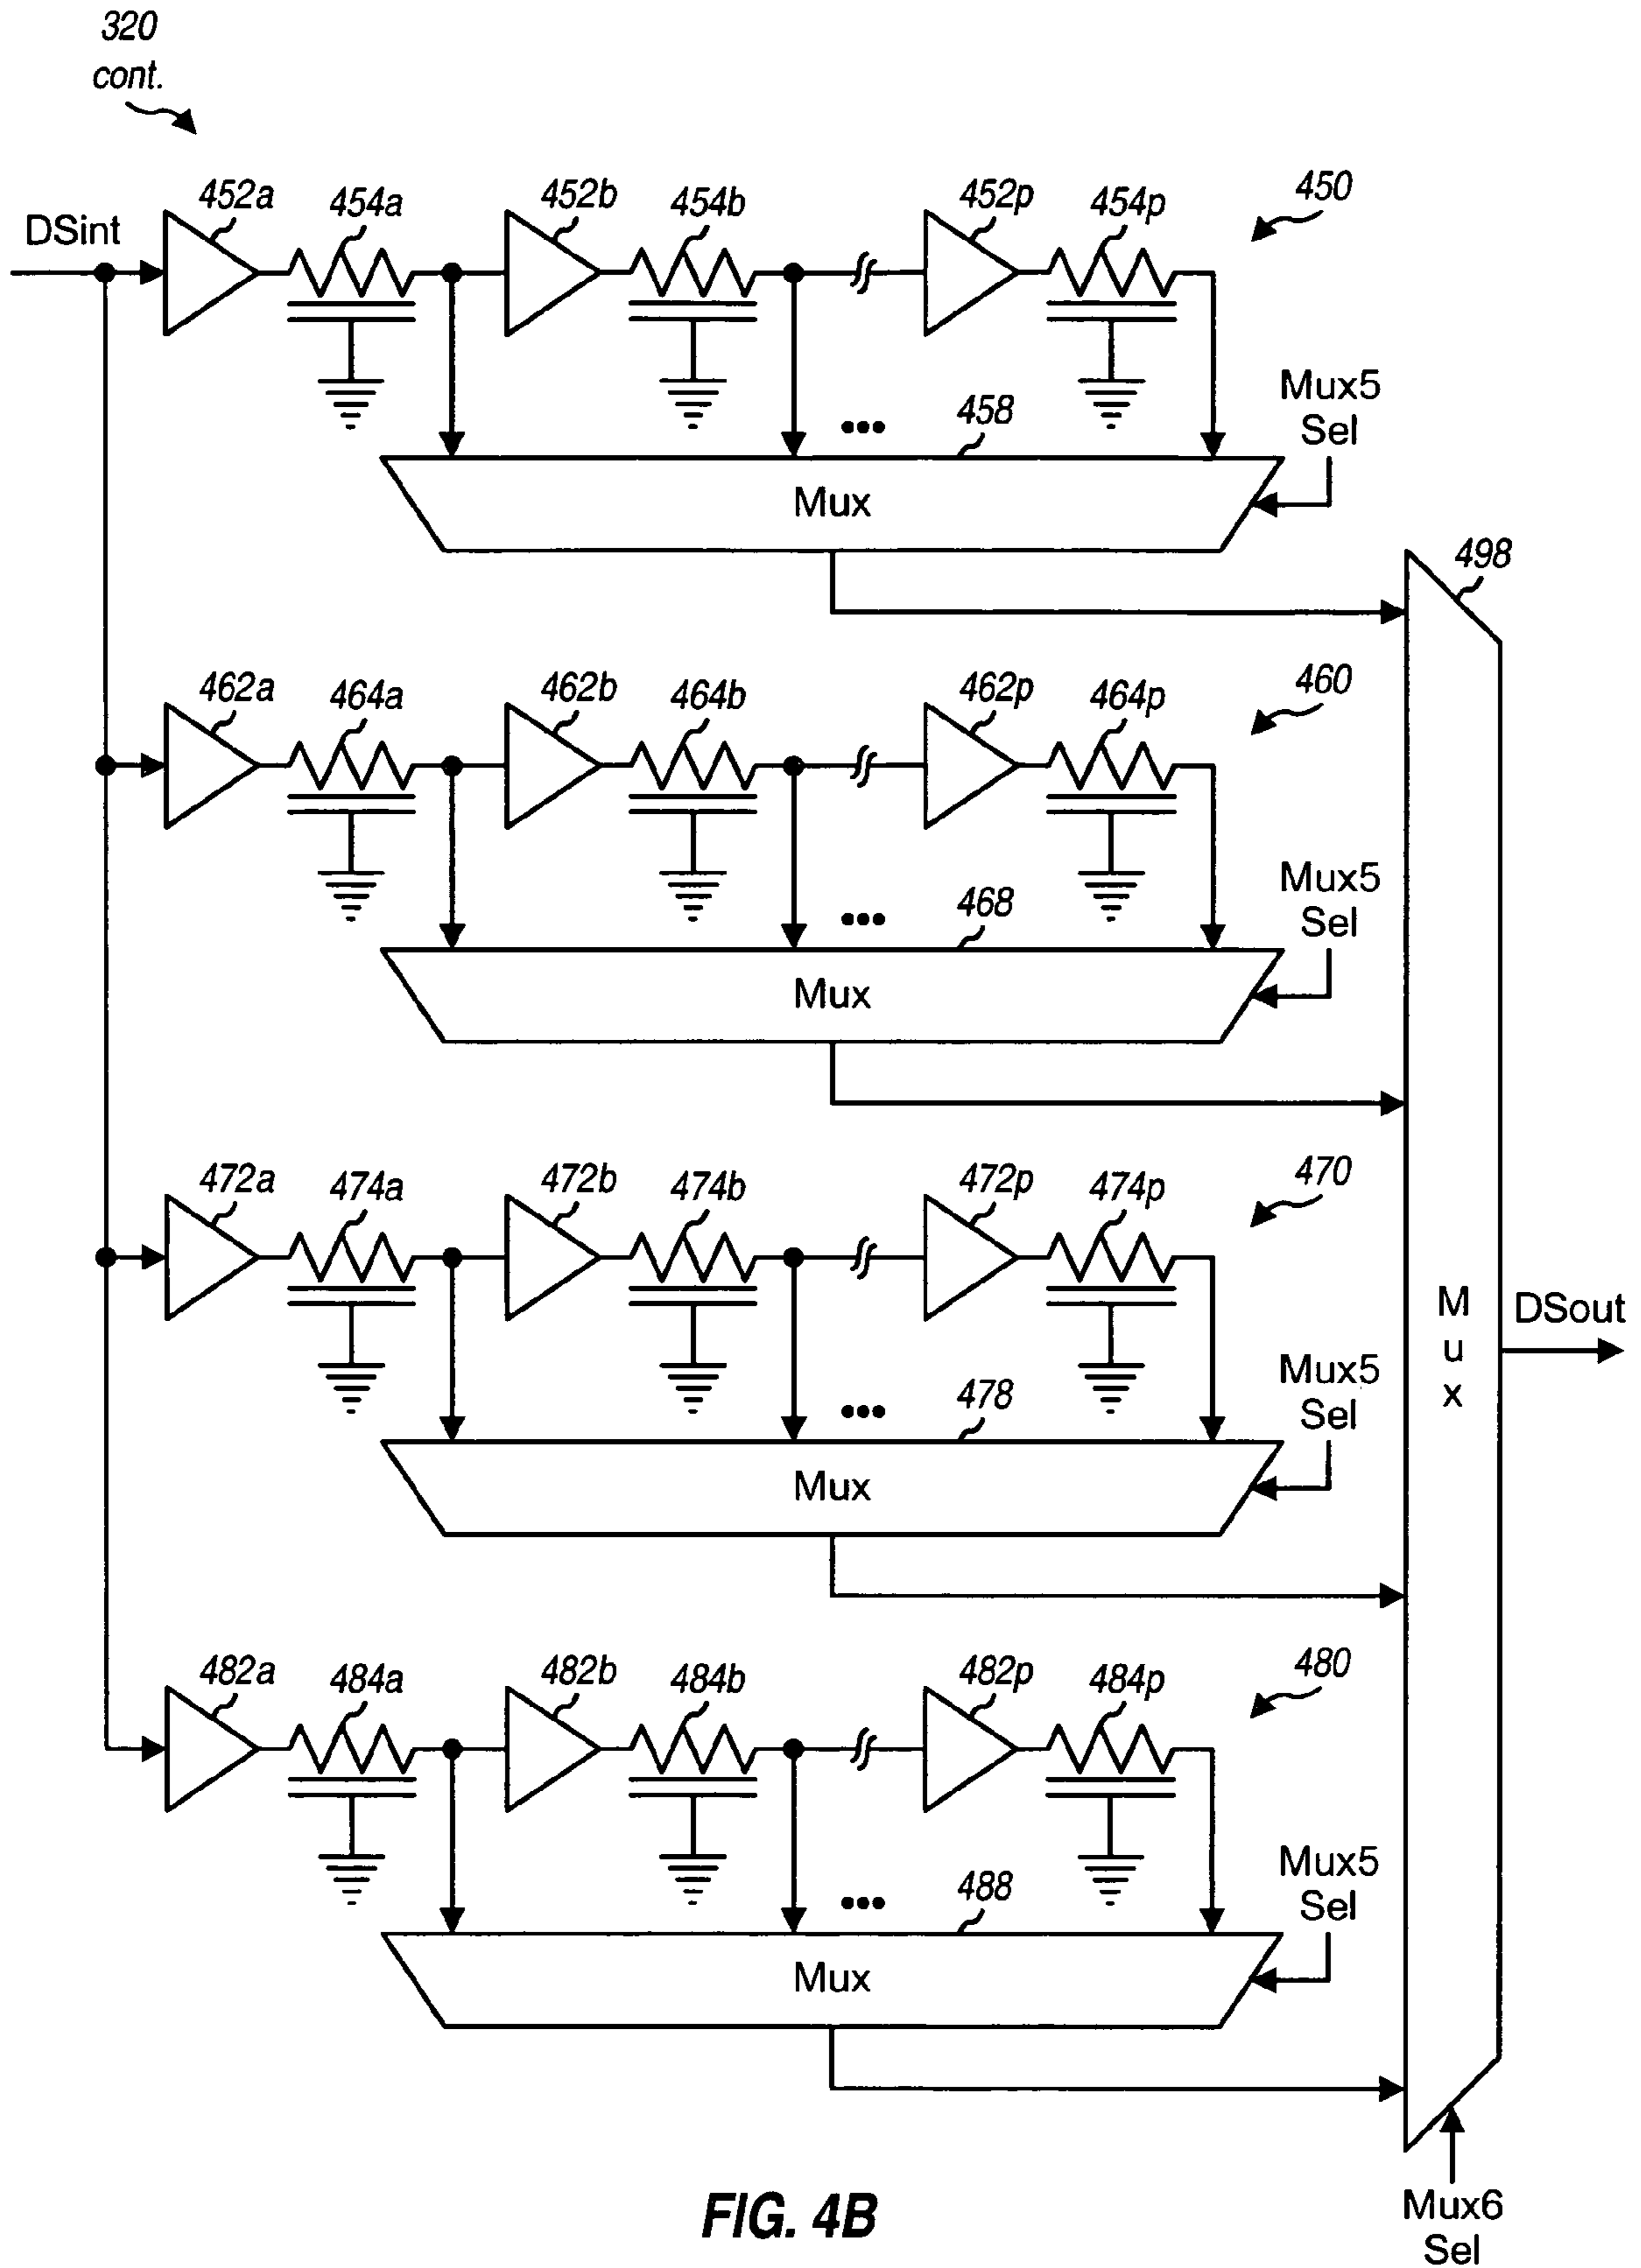 320
cont.
452a 454a 452b 454b 452p 454p 450
DSint
Mux5
Sel
••• 458
Mux
498
462a 464a 462b 464b 462p 464p 460
Mux5
Sel
••• 468
Mux
472a 474a 472b 474b 472p 474p 470
Mux
DSout
Mux5
Sel
••• 478
Mux
482a 484a 482b 484b 482p 484p 480
Mux5
Sel
••• 488
Mux
Mux6
Sel
FIG. 4B